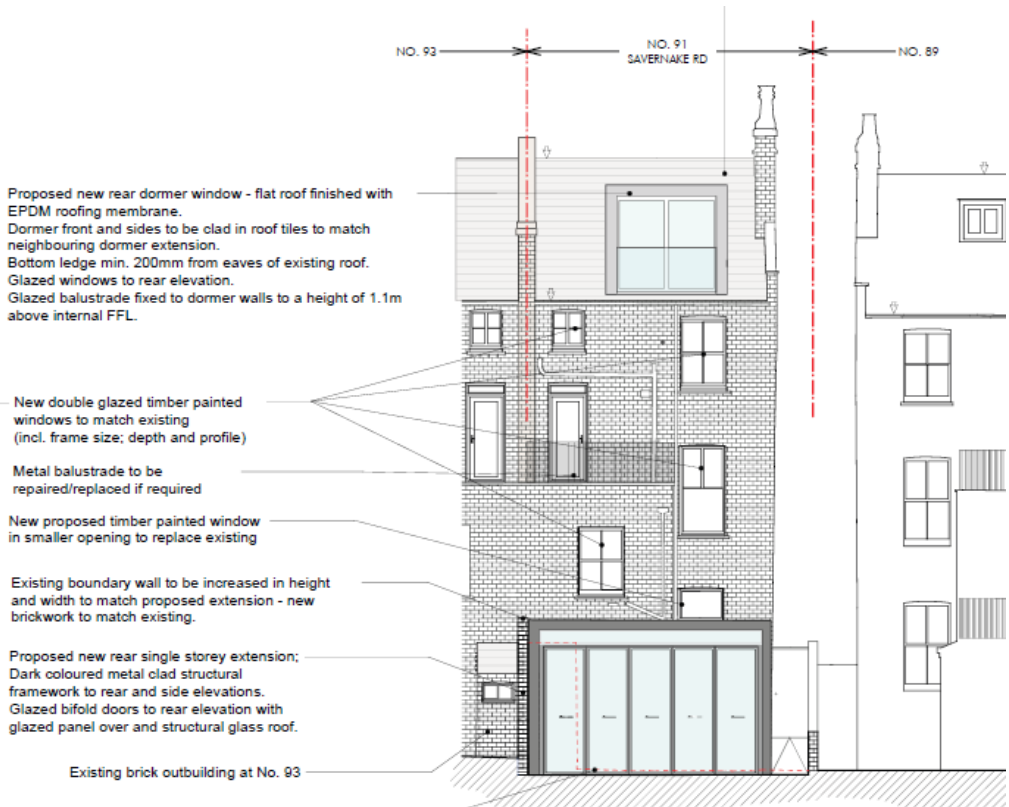 NO. 93
NO. 91
SAVERNAKE RD
NO. 89
Proposed new rear dormer window - flat roof finished with
EPDM roofing membrane.
Dormer front and sides to be clad in roof tiles to match
neighbouring dormer extension.
Bottom ledge min. 200mm from eaves of existing roof.
Glazed windows to rear elevation.
Glazed balustrade fixed to dormer walls to a height of 1.1m
above internal FFL.
New double glazed timber painted
windows to match existing
(incl. frame size; depth and profile)
Metal balustrade to be
repaired/replaced if required
New proposed timber painted window
in smaller opening to replace existing
Existing boundary wall to be increased in height
and width to match proposed extension - new
brickwork to match existing.
Proposed new rear single storey extension;
Dark coloured metal clad structural
framework to rear and side elevations.
Glazed bifold doors to rear elevation with
glazed panel over and structural glass roof.
Existing brick outbuilding at No. 93